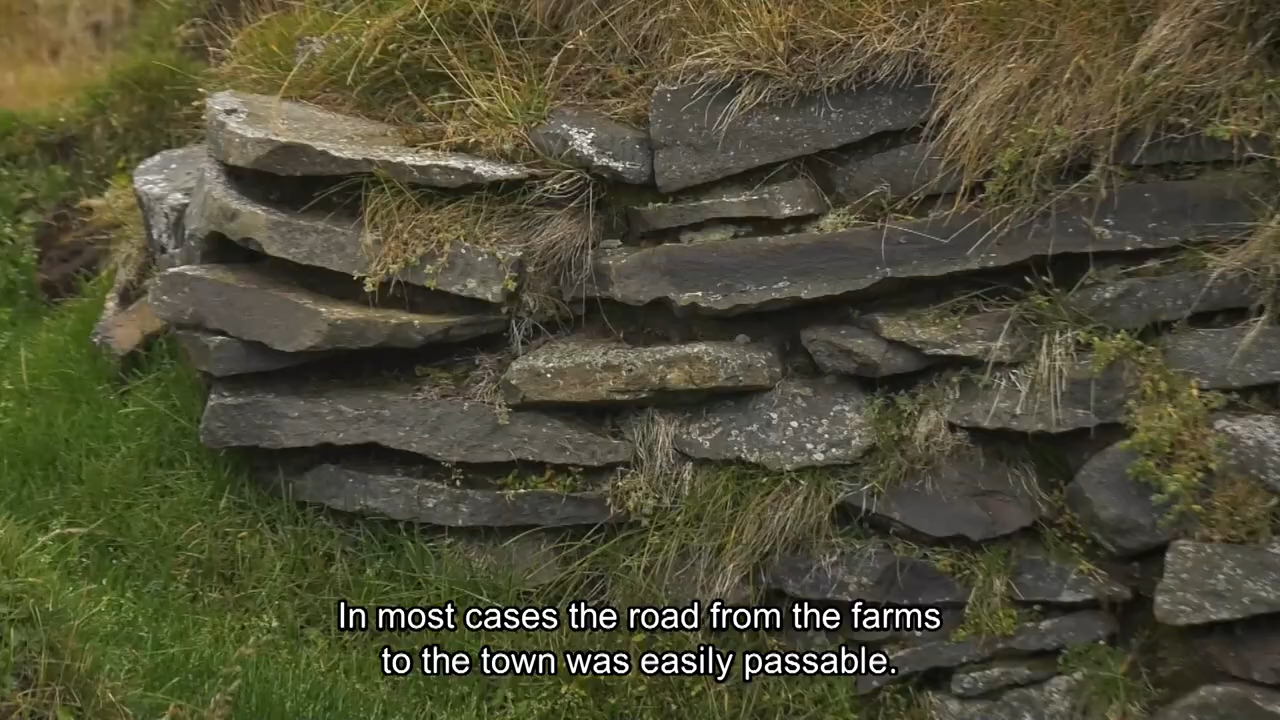 In most cases the road from the farms
to the town was easily passable.